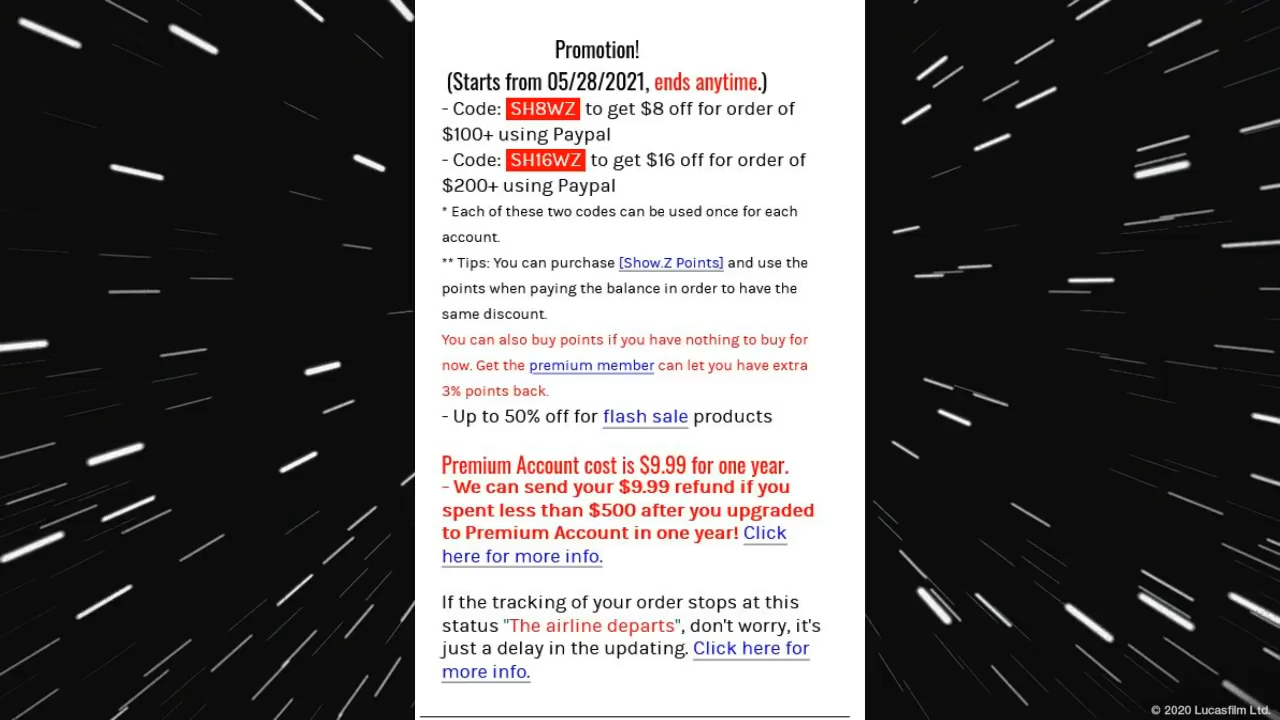 Promotion!
(Starts from 05/28/2021, ends anytime.)
- Code: SH8WZ to get $8 off for order of
$100+ using Paypal
- Code: SH16WZ to get $16 off for order of
$200+ using Paypal
* Each of these two codes can be used once for each
account.
** Tips: You can purchase [Show.Z Points] and use the
points when paying the balance in order to have the
same discount.
You can also buy points if you have nothing to buy for
now. Get the premium member can let you have extra
3% points back.
- Up to 50% off for flash sale products
Premium Account cost is $9.99 for one year.
- We can send your $9.99 refund if you
spent less than $500 after you upgraded
to Premium Account in one year! Click
here for more info.
If the tracking of your order stops at this
status "The airline departs", don't worry, it's
just a delay in the updating. Click here for
more info.
© 2020 Lucasfilm Ltd.